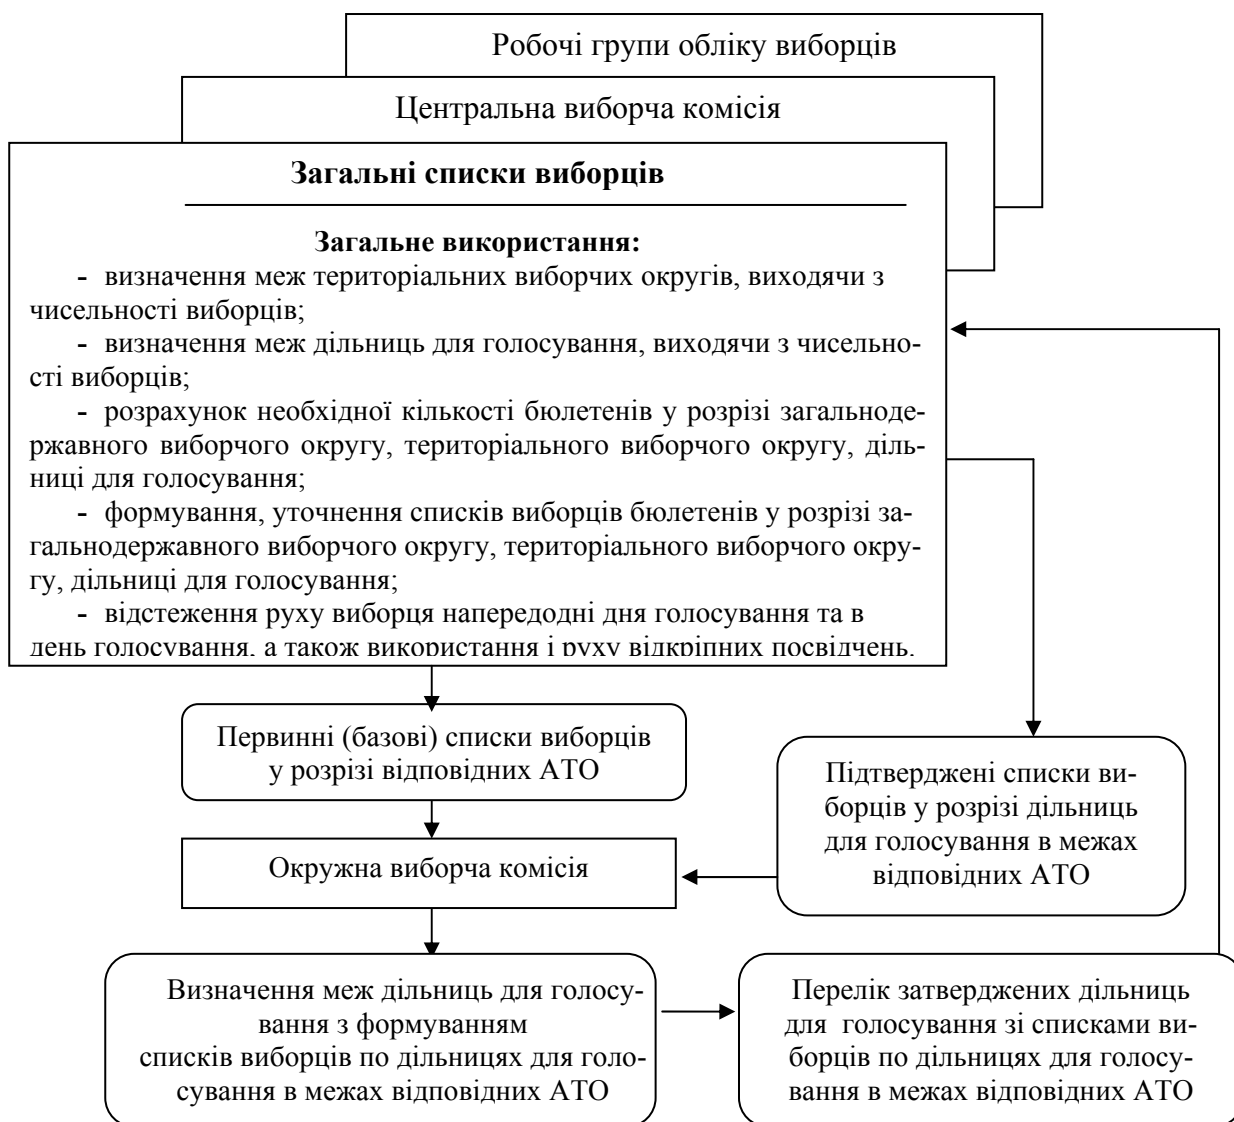 Робочі групи обліку виборців
Центральна виборча комісія
Загальні списки виборців
Загальне використання:
- визначення меж територіальних виборчих округів, виходячи з
чисельності виборців;
- визначення меж дільниць для голосування, виходячи з чисельно-
сті виборців;
- розрахунок необхідної кількості бюлетенів у розрізі загальноде-
ржавного виборчого округу, територіального виборчого округу, діль-
ниці для голосування;
- формування, уточнення списків виборців бюлетенів у розрізі за-
гальнодержавного виборчого округу, територіального виборчого окру-
гу, дільниці для голосування;
- відстеження руху виборця напередодні дня голосування та в
день голосування, а також використання і руху відкріпних посвідчень.
Первинні (базові) списки виборців
у розрізі відповідних АТО
Підтверджені списки ви-
борців у розрізі дільниць
для голосування в межах
відповідних АТО
Окружна виборча комісія
Визначення меж дільниць для голосу-
вання з формуванням
списків виборців по дільницях для голо-
сування в межах відповідних АТО
Перелік затверджених дільниць
для голосування зі списками ви-
борців по дільницях для голосу-
вання в межах відповідних АТО